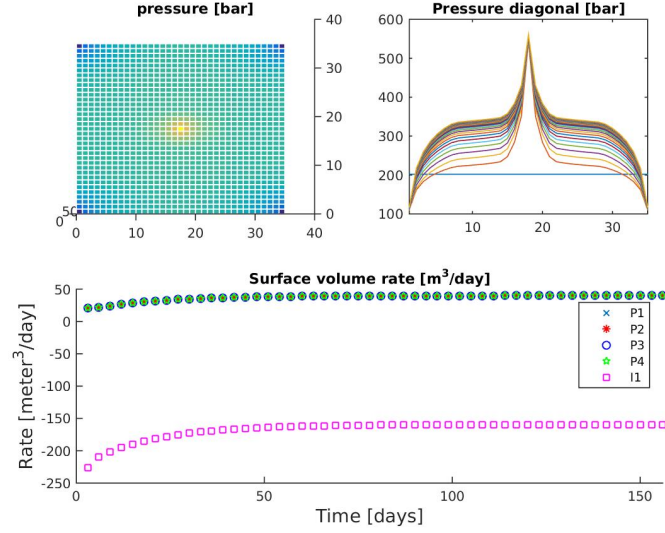 pressure [bar]
40
30
20
10
0
50
0
0 10 20 30 40
Pressure diagonal [bar]
600
500
400
300
200
100
10 20 30
Surface volume rate [m³/day]
50
0
-50
-100
-150
-200
-250
0 50 100 150
Rate [meter³/day]
Time [days]
P1
P2
P3
P4
I1